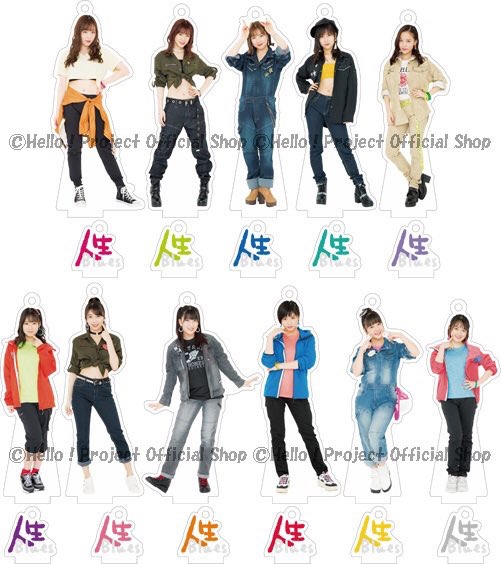 ©Hello ! Project Official Shop ©Hello ! Project Official Shop
人生 人生 人生 人生 人生
Blues Blues Blues Blues Blues
©Hello ! Project Official Shop ©Hello ! Project Official Shop
人生 人生 人生 人生 人生 人生
Blues Blues Blues Blues Blues Blues